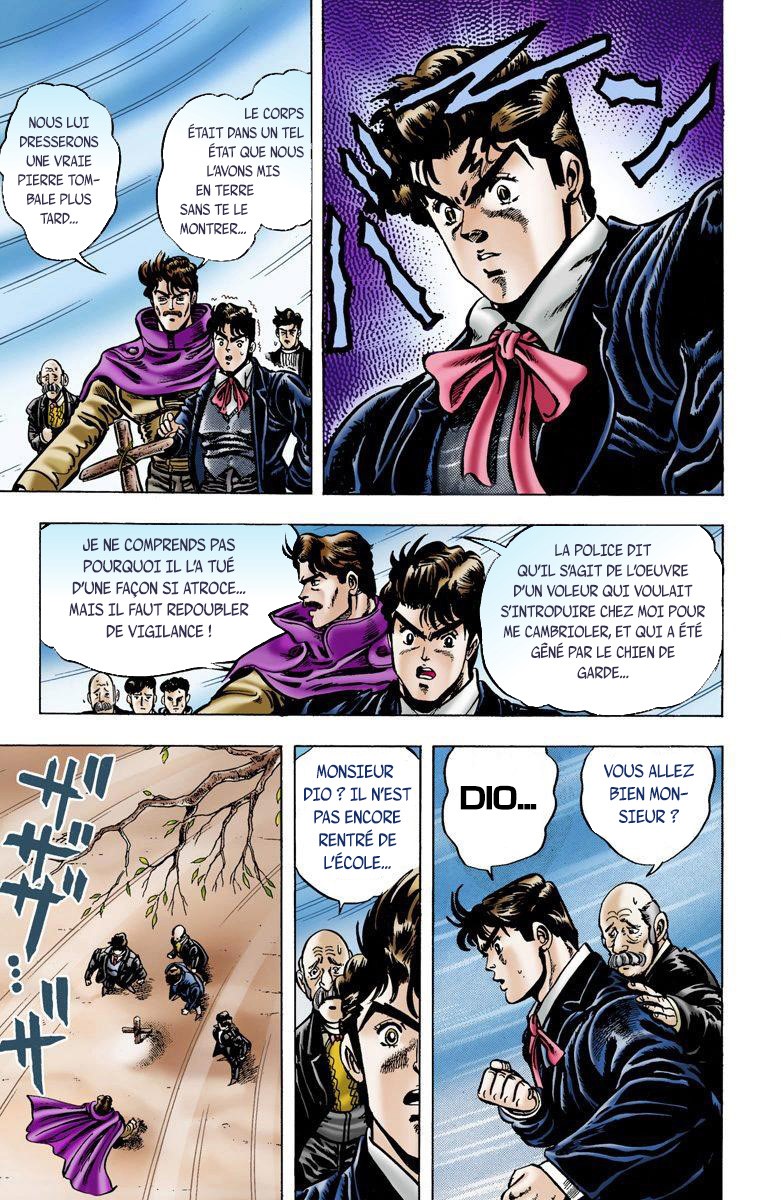 LE CORPS
ÉTAIT DANS UN TEL
ÉTAT QUE NOUS
L'AVONS MIS
EN TERRE
SANS TE LE
MONTRER...
NOUS LUI
DRESSERONS
UNE VRAIE
PIERRE TOM-
BALE PLUS
TARD...
LA POLICE DIT
QU'IL S'AGIT DE L'OEUVRE
D'UN VOLEUR QUI VOULAIT
S'INTRODUIRE CHEZ MOI POUR
ME CAMBRIOLER, ET QUI A ÉTÉ
GÊNÉ PAR LE CHIEN DE
GARDE...
JE NE COMPRENDS PAS
POURQUOI IL L'A TUÉ
D'UNE FAÇON SI ATROCE...
MAIS IL FAUT REDOUBLER
DE VIGILANCE !
VOUS ALLEZ
BIEN MON-
SIEUR ?
DIO...
MONSIEUR
DIO ? IL N'EST
PAS ENCORE
RENTRÉ DE
L'ÉCOLE...